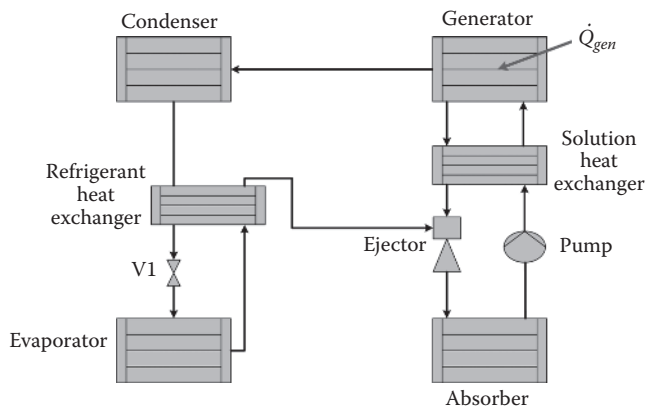 Condenser
Generator
Q̇gen
Solution
heat
exchanger
Refrigerant
heat
exchanger
Ejector
Pump
V1
Evaporator
Absorber